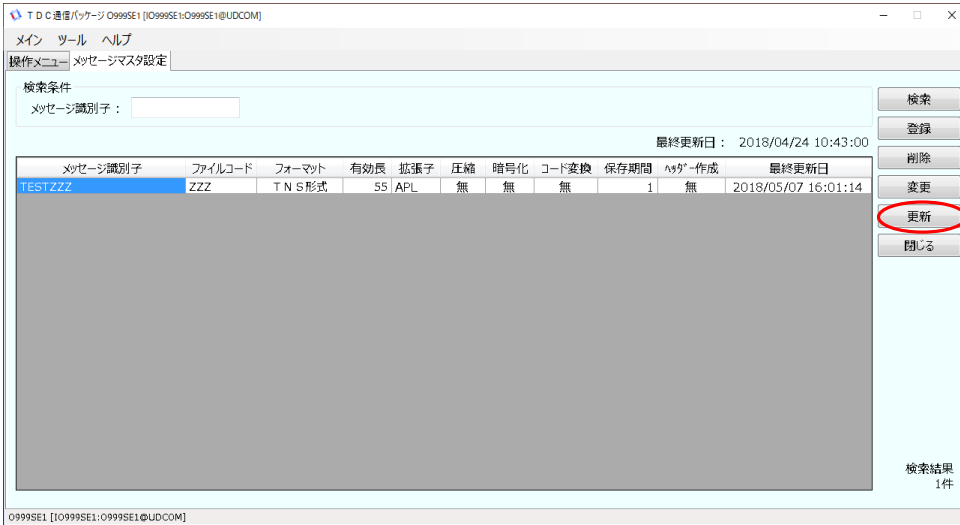 TDC通信パッケージ O999SE1 [IO999SE1:O999SE1@UDCOM]
メイン ツール ヘルプ
操作メニュー メッセージマスタ設定
検索条件
メッセージ識別子：
検索
登録
最終更新日： 2018/04/24 10:43:00
削除
メッセージ識別子 ファイルコード フォーマット 有効長 拡張子 圧縮 暗号化 コード変換 保存期間 ﾍｯﾀﾞｰ作成 最終更新日
TESTZZZ ZZZ ＴＮＳ形式 55 APL 無 無 無 1 無 2018/05/07 16:01:14
変更
更新
閉じる
検索結果
1件
O999SE1 [IO999SE1:O999SE1@UDCOM]